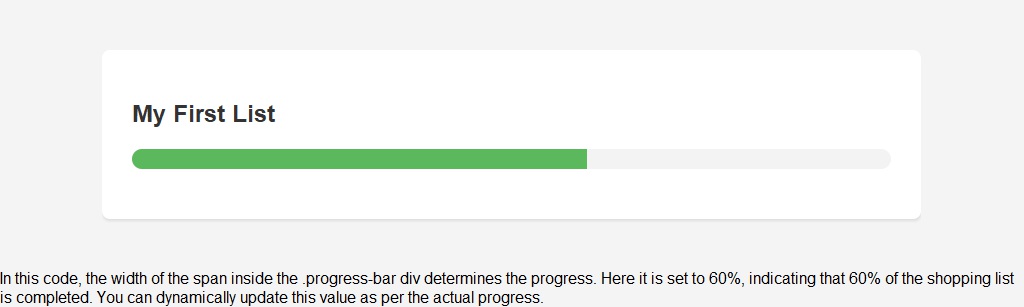 My First List
In this code, the width of the span inside the .progress-bar div determines the progress. Here it is set to 60%, indicating that 60% of the shopping list
is completed. You can dynamically update this value as per the actual progress.